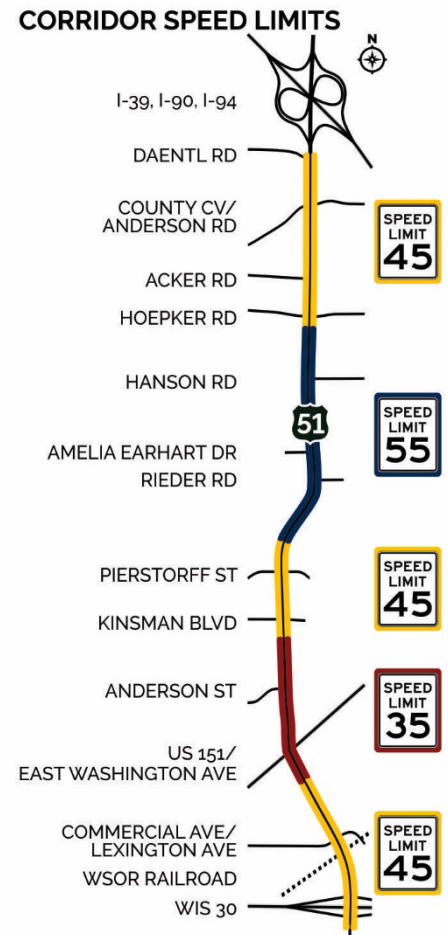 CORRIDOR SPEED LIMITS
N
I-39, I-90, I-94
DAENTL RD
COUNTY CV/
ANDERSON RD
SPEED
LIMIT
45
ACKER RD
HOEPKER RD
HANSON RD
51
SPEED
LIMIT
55
AMELIA EARHART DR
RIEDER RD
PIERSTORFF ST
SPEED
LIMIT
45
KINSMAN BLVD
ANDERSON ST
SPEED
LIMIT
35
US 151/
EAST WASHINGTON AVE
COMMERCIAL AVE/
LEXINGTON AVE
SPEED
LIMIT
45
WSOR RAILROAD
WIS 30